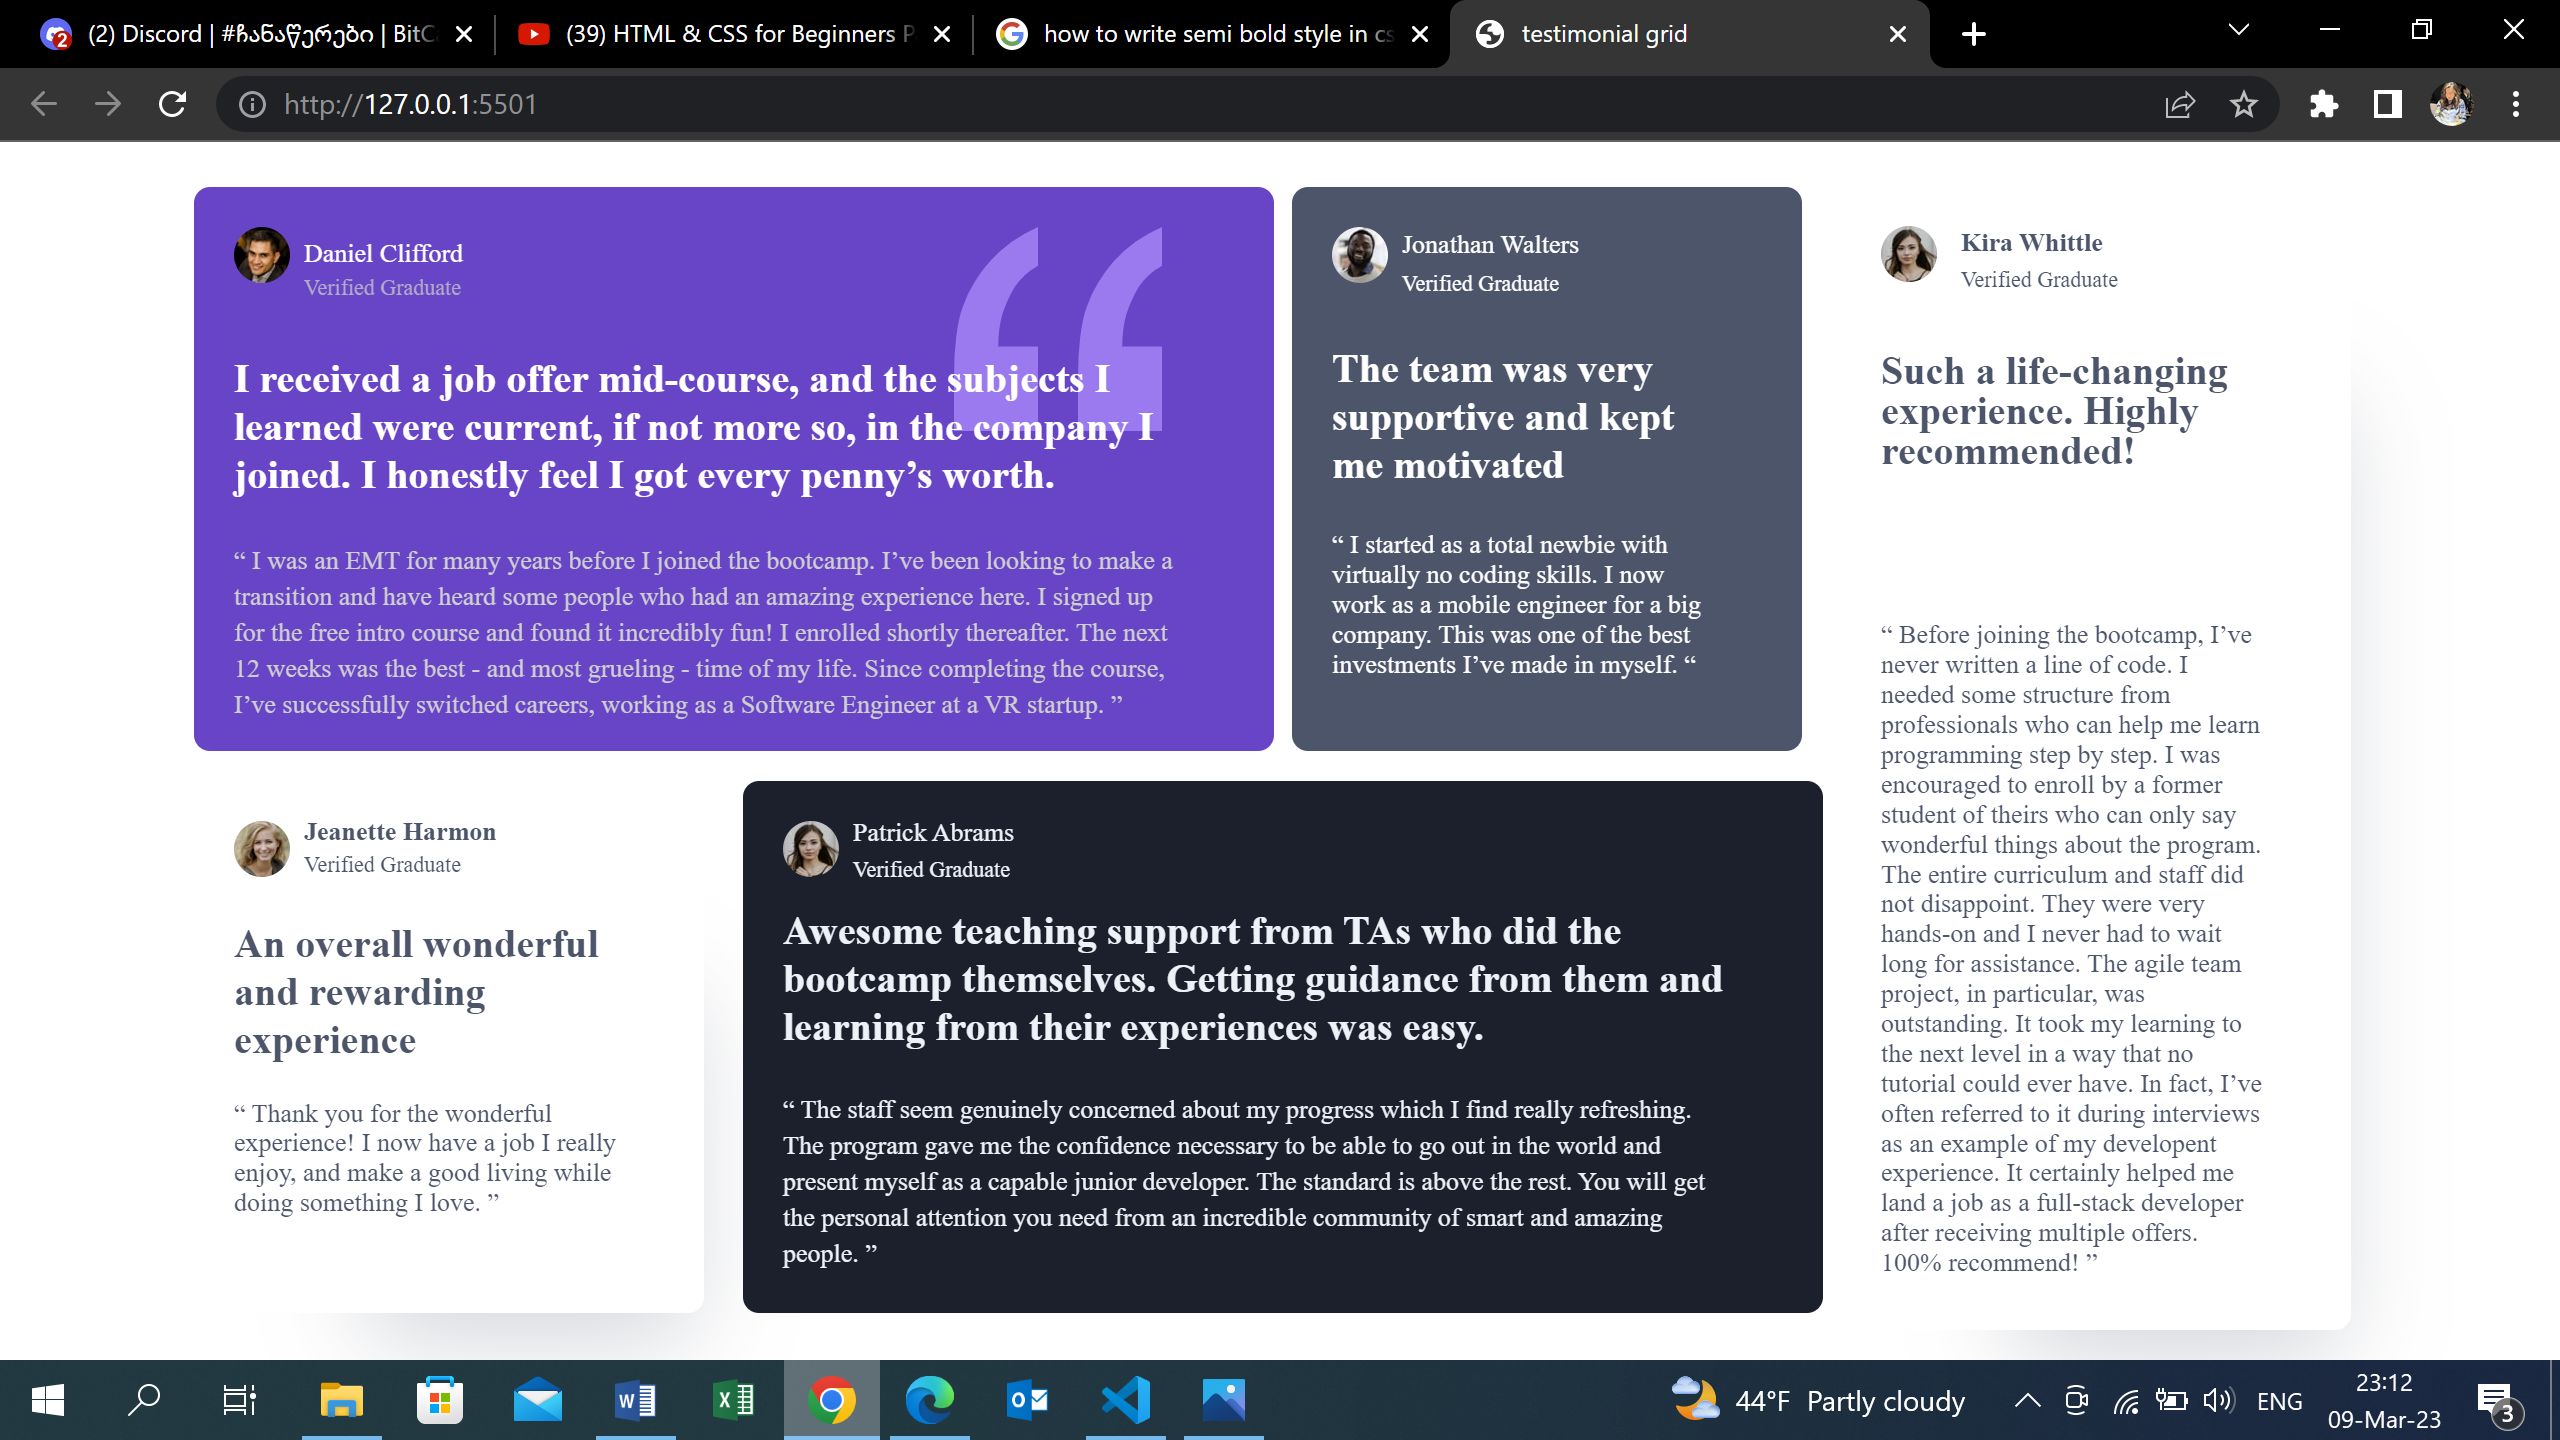 (2) Discord | #ჩანაწერები | BitC
(39) HTML & CSS for Beginners P
how to write semi bold style in cs
testimonial grid
http://127.0.0.1:5501
Daniel Clifford
Verified Graduate
I received a job offer mid-course, and the subjects I
learned were current, if not more so, in the company I
joined. I honestly feel I got every penny’s worth.
“ I was an EMT for many years before I joined the bootcamp. I’ve been looking to make a
transition and have heard some people who had an amazing experience here. I signed up
for the free intro course and found it incredibly fun! I enrolled shortly thereafter. The next
12 weeks was the best - and most grueling - time of my life. Since completing the course,
I’ve successfully switched careers, working as a Software Engineer at a VR startup. ”
Jonathan Walters
Verified Graduate
The team was very
supportive and kept
me motivated
“ I started as a total newbie with
virtually no coding skills. I now
work as a mobile engineer for a big
company. This was one of the best
investments I’ve made in myself. “
Kira Whittle
Verified Graduate
Such a life-changing
experience. Highly
recommended!
“ Before joining the bootcamp, I’ve
never written a line of code. I
needed some structure from
professionals who can help me learn
programming step by step. I was
encouraged to enroll by a former
student of theirs who can only say
wonderful things about the program.
The entire curriculum and staff did
not disappoint. They were very
hands-on and I never had to wait
long for assistance. The agile team
project, in particular, was
outstanding. It took my learning to
the next level in a way that no
tutorial could ever have. In fact, I’ve
often referred to it during interviews
as an example of my developent
experience. It certainly helped me
land a job as a full-stack developer
after receiving multiple offers.
100% recommend! ”
Jeanette Harmon
Verified Graduate
An overall wonderful
and rewarding
experience
“ Thank you for the wonderful
experience! I now have a job I really
enjoy, and make a good living while
doing something I love. ”
Patrick Abrams
Verified Graduate
Awesome teaching support from TAs who did the
bootcamp themselves. Getting guidance from them and
learning from their experiences was easy.
“ The staff seem genuinely concerned about my progress which I find really refreshing.
The program gave me the confidence necessary to be able to go out in the world and
present myself as a capable junior developer. The standard is above the rest. You will get
the personal attention you need from an incredible community of smart and amazing
people. ”
44°F Partly cloudy
ENG
23:12
09-Mar-23
3